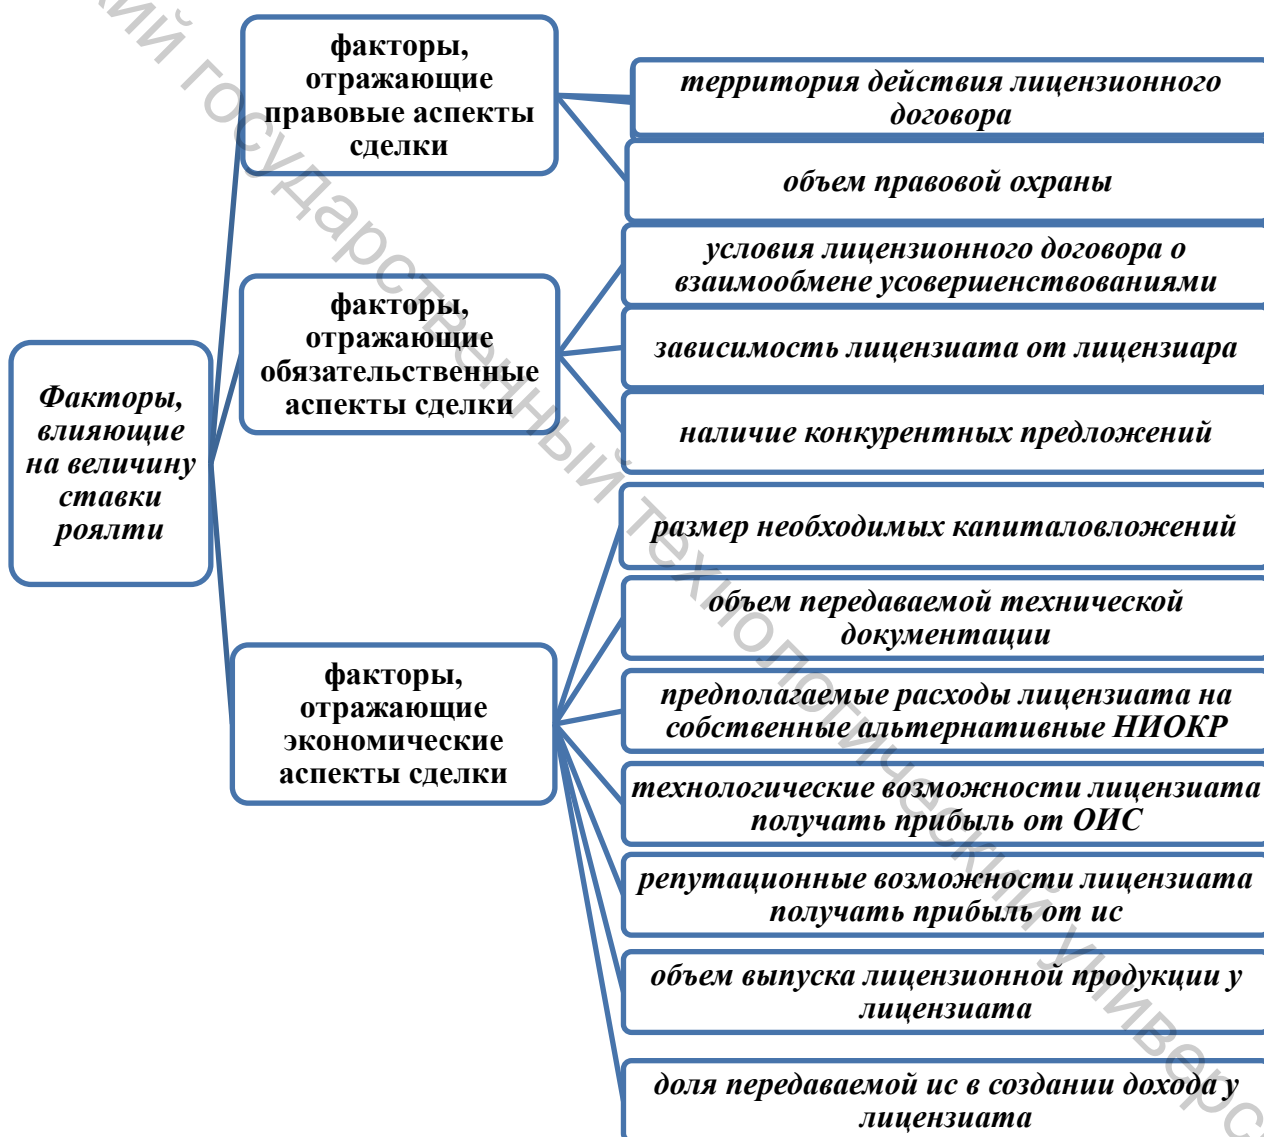 Факторы,
влияющие
на величину
ставки
роялти
факторы,
отражающие
правовые аспекты
сделки
территория действия лицензионного
договора
объем правовой охраны
факторы,
отражающие
обязательственные
аспекты сделки
условия лицензионного договора о
взаимообмене усовершенствованиями
зависимость лицензиата от лицензиара
наличие конкурентных предложений
факторы,
отражающие
экономические
аспекты сделки
размер необходимых капиталовложений
объем передаваемой технической
документации
предполагаемые расходы лицензиата на
собственные альтернативные НИОКР
технологические возможности лицензиата
получать прибыль от ОИС
репутационные возможности лицензиата
получать прибыль от ис
объем выпуска лицензионной продукции у
лицензиата
доля передаваемой ис в создании дохода у
лицензиата
государственный технологический